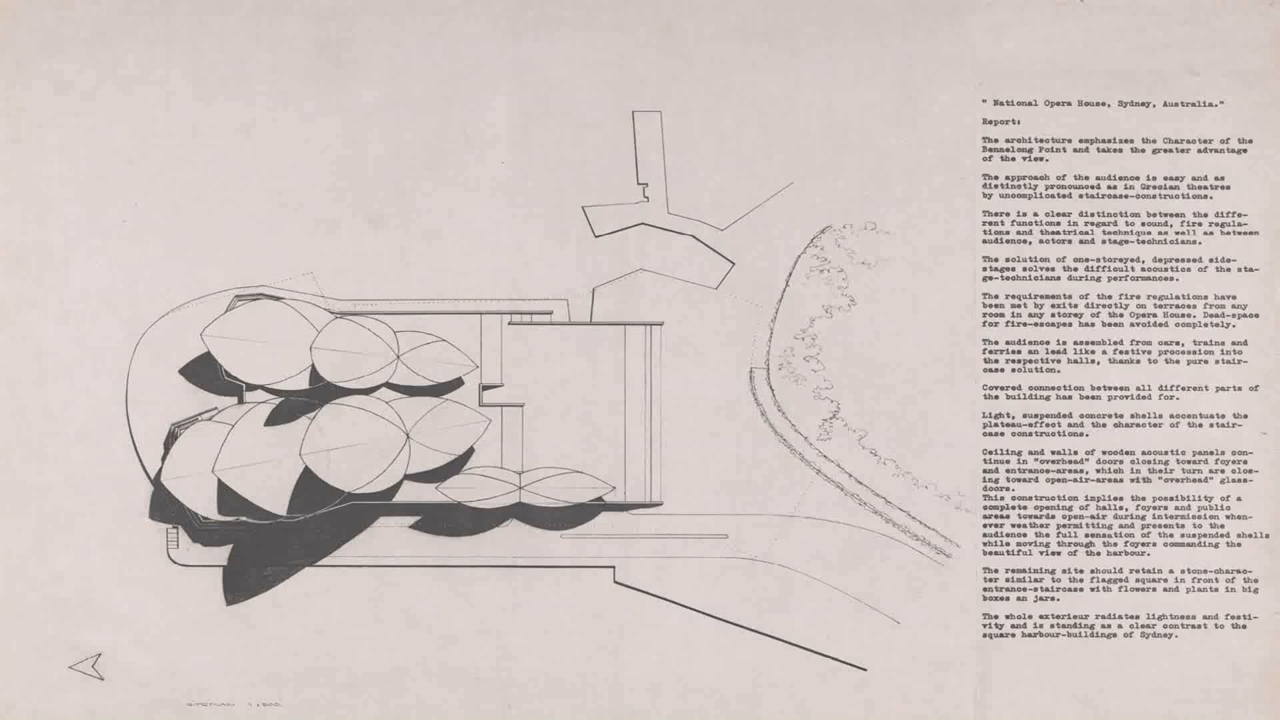 " National Opera House, Sydney, Australia."
Report:
The architecture emphasizes the Character of the
Bennelong Point and takes the greater advantage
of the view.
The approach of the audience is easy and as
distinctly pronounced as in Grecian theatres
by uncomplicated staircase-constructions.
There is a clear distinction between the diffe-
rent functions in regard to sound, fire regula-
tions and theatrical technique as well as between
audience, actors and stage-technicians.
The solution of one-storeyed, depressed side-
stages solves the difficult acoustics of the sta-
ge-technicians during performances.
The requirements of the fire regulations have
been met by exits directly on terraces from any
room in any storey of the Opera House. Dead-space
for fire-escapes has been avoided completely.
The audience is assembled from cars, trains and
ferries an lead like a festive procession into
the respective halls, thanks to the pure stair-
case solution.
Covered connection between all different parts of
the building has been provided for.
Light, suspended concrete shells accentuate the
plateau-effect and the character of the stair-
case constructions.
Ceiling and walls of wooden acoustic panels con-
tinue in "overhead" doors closing toward foyers
and entrance-areas, which in their turn are clos-
ing toward open-air-areas with "overhead" glass-
doors.
This construction implies the possibility of a
complete opening of halls, foyers and public
areas towards open-air during intermission when-
ever weather permitting and presents to the
audience the full sensation of the suspended shells
while moving through the foyers commanding the
beautiful view of the harbour.
The remaining site should retain a stone-charac-
ter similar to the flagged square in front of the
entrance-staircase with flowers and plants in big
boxes an jars.
The whole exterieur radiates lightness and festi-
vity and is standing as a clear contrast to the
square harbour-buildings of Sydney.